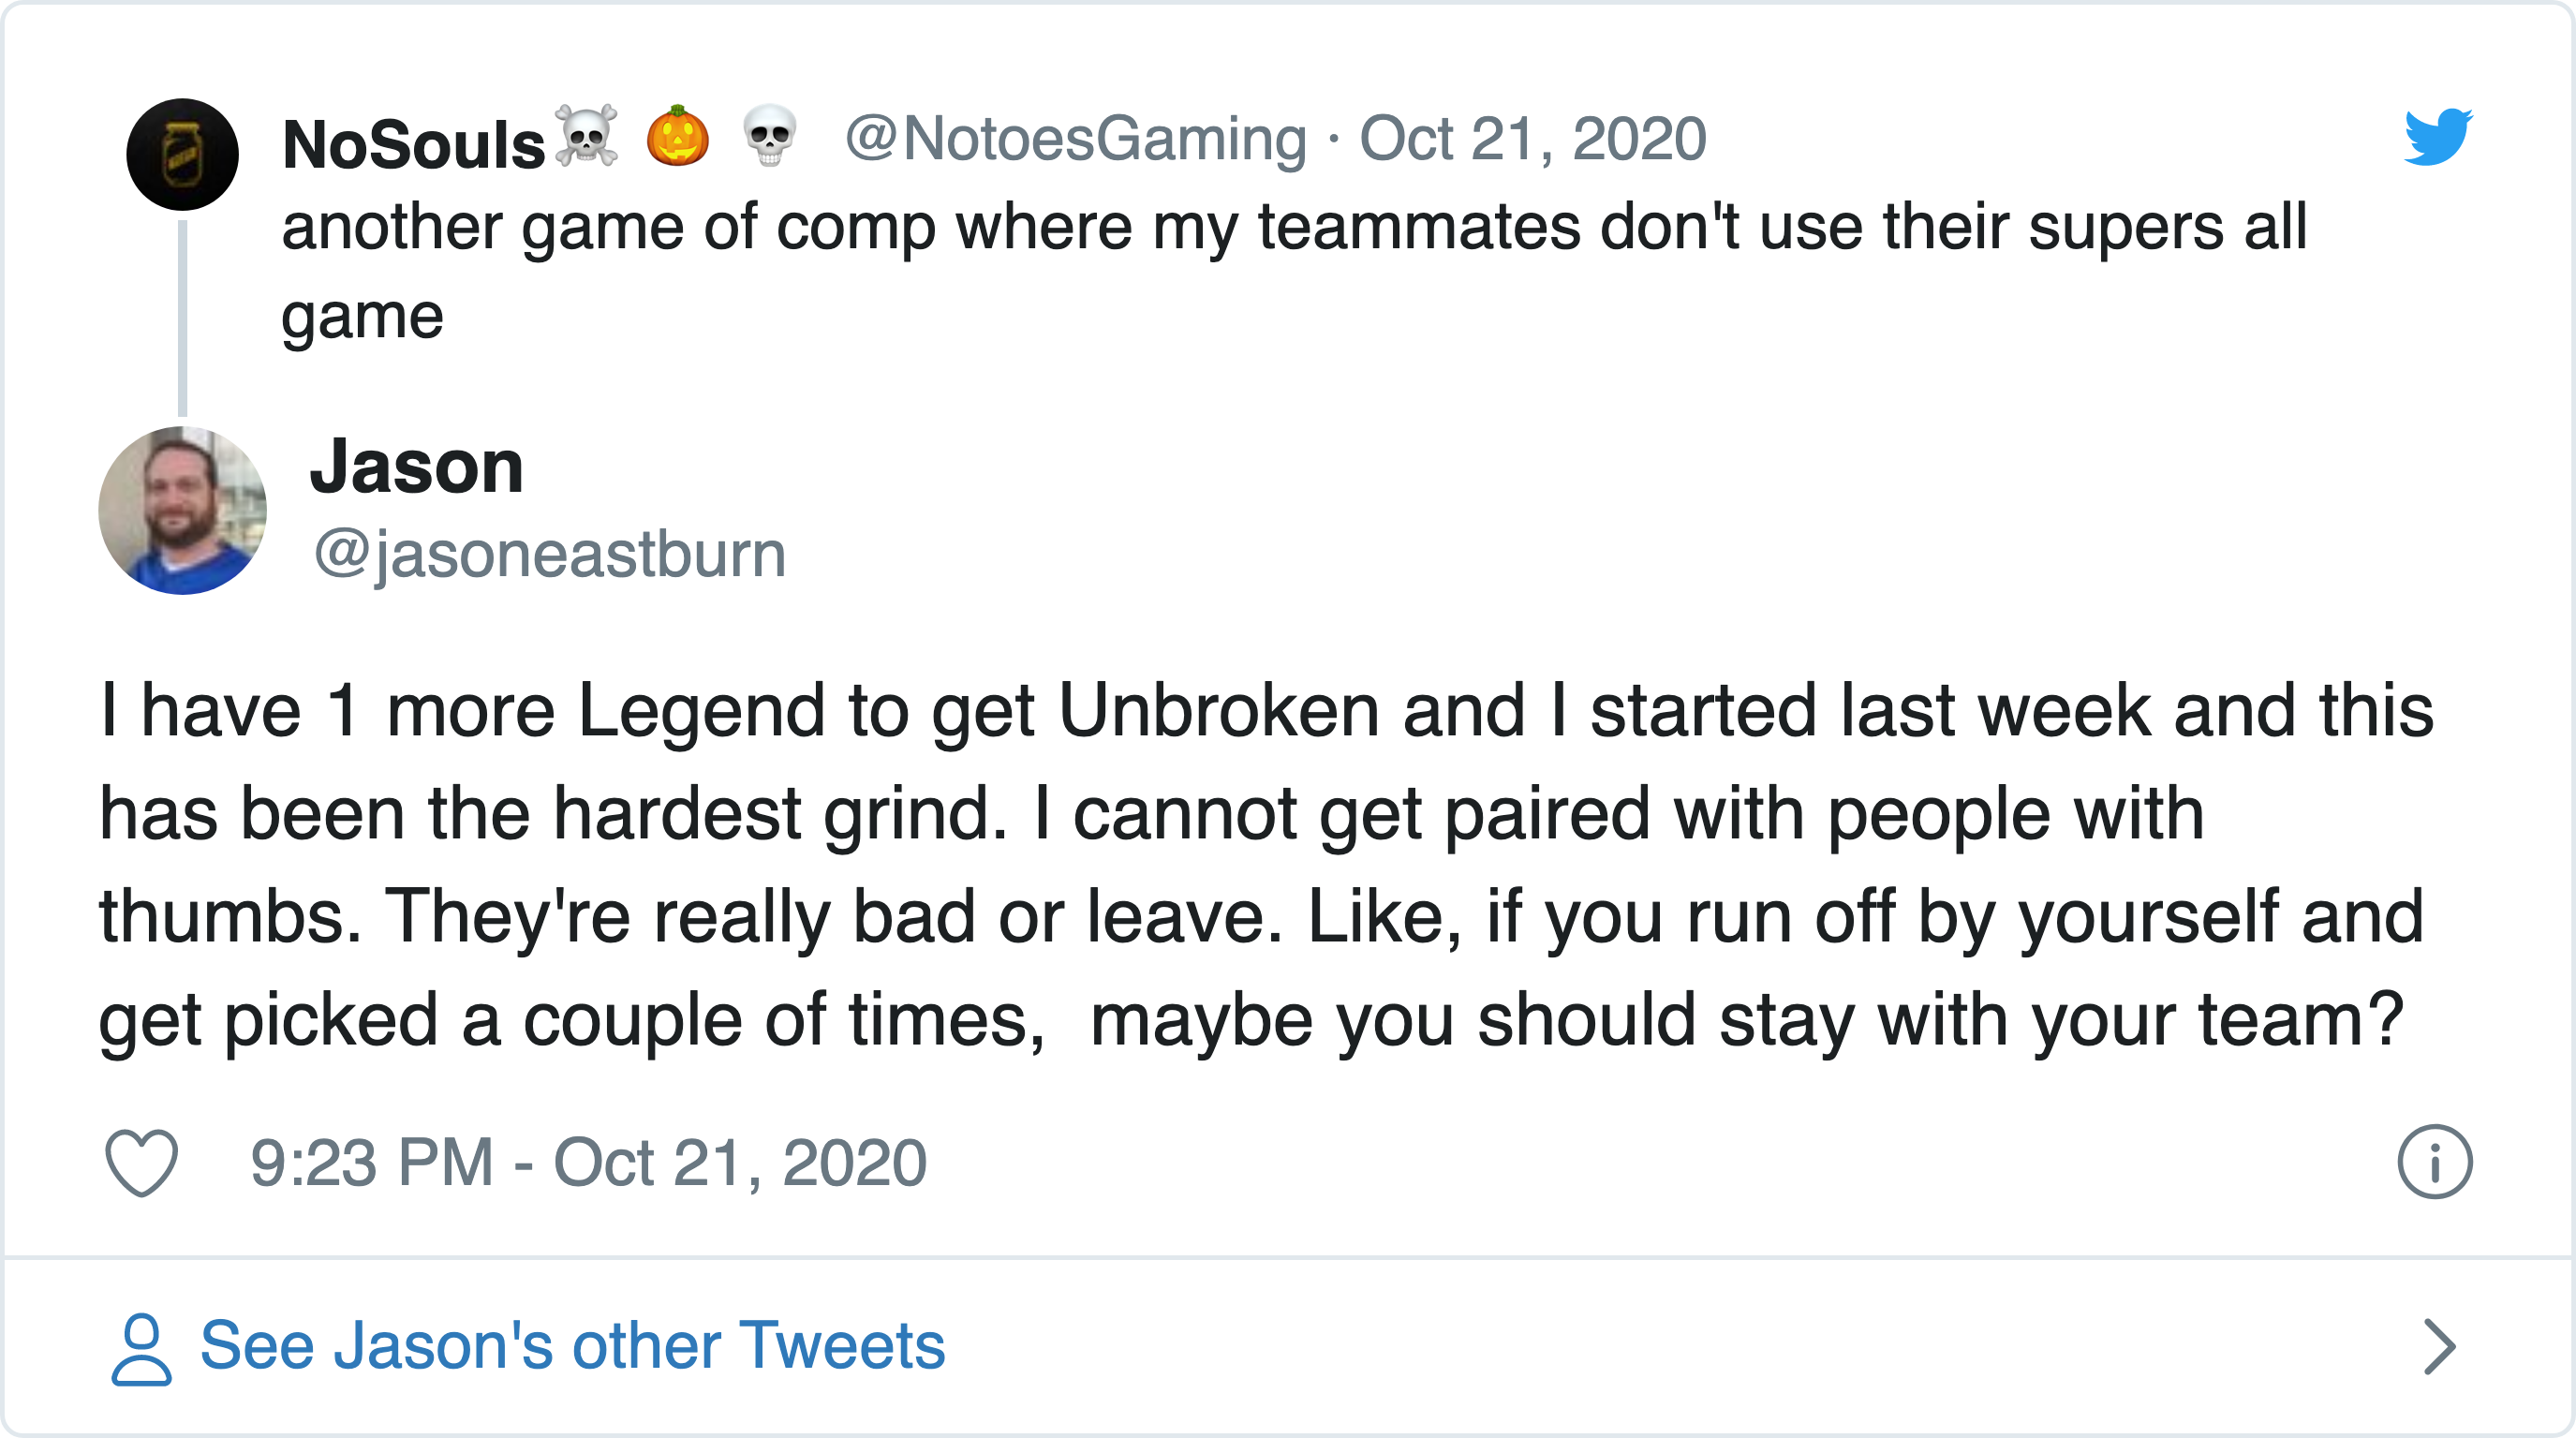 NoSouls☠️ 🎃 💀 @NotoesGaming · Oct 21, 2020
another game of comp where my teammates don't use their supers all
game
Jason
@jasoneastburn
I have 1 more Legend to get Unbroken and I started last week and this
has been the hardest grind. I cannot get paired with people with
thumbs. They're really bad or leave. Like, if you run off by yourself and
get picked a couple of times,  maybe you should stay with your team?
9:23 PM - Oct 21, 2020
See Jason's other Tweets